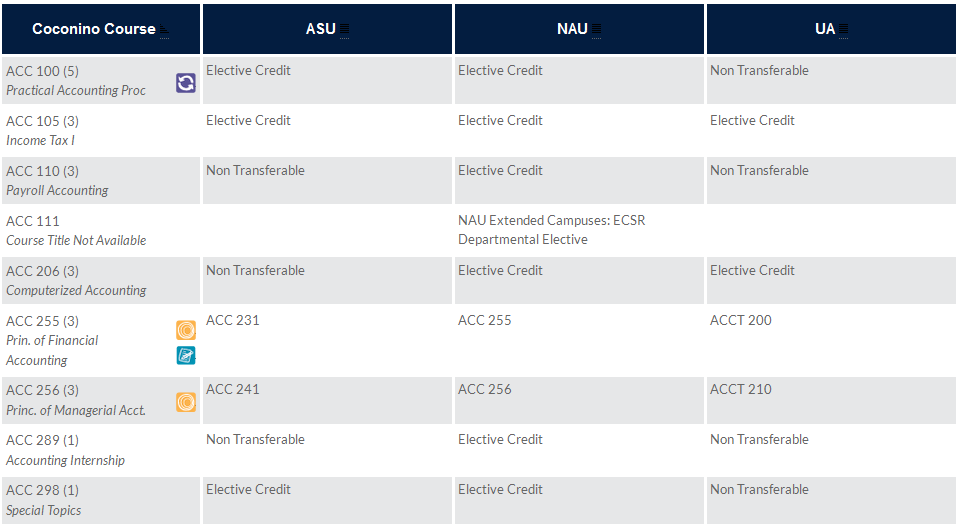 Coconino Course ASU NAU UA
ACC 100 (5) Elective Credit Elective Credit Non Transferable
Practical Accounting Proc
ACC 105 (3) Elective Credit Elective Credit Elective Credit
Income Tax I
ACC 110 (3) Non Transferable Elective Credit Non Transferable
Payroll Accounting
ACC 111 NAU Extended Campuses: ECSR
Course Title Not Available Departmental Elective
ACC 206 (3) Non Transferable Elective Credit Elective Credit
Computerized Accounting
ACC 255 (3) ACC 231 ACC 255 ACCT 200
Prin. of Financial
Accounting
ACC 256 (3) ACC 241 ACC 256 ACCT 210
Princ. of Managerial Acct.
ACC 289 (1) Non Transferable Elective Credit Non Transferable
Accounting Internship
ACC 298 (1) Elective Credit Elective Credit Non Transferable
Special Topics